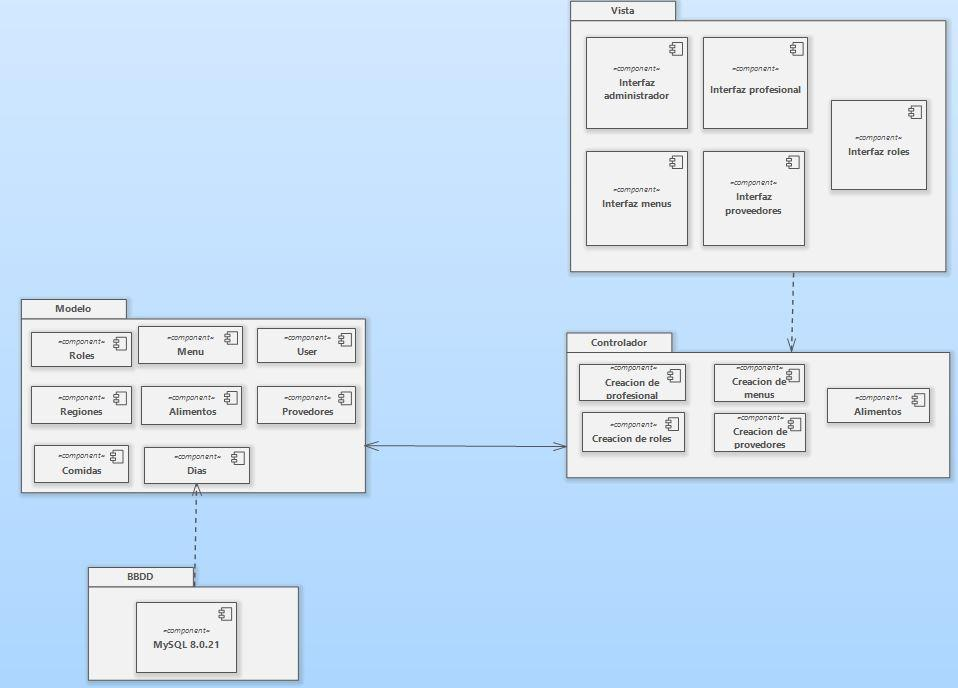 Vista
«component»
Interfaz
administrador
«component»
Interfaz profesional
«component»
Interfaz roles
«component»
Interfaz menus
«component»
Interfaz
proveedores
Modelo
«component»
Roles
«component»
Menu
«component»
User
«component»
Regiones
«component»
Alimentos
«component»
Provedores
«component»
Comidas
«component»
Dias
Controlador
«component»
Creacion de
profesional
«component»
Creacion de
menus
«component»
Alimentos
«component»
Creacion de roles
«component»
Creacion de
provedores
BBDD
«component»
MySQL 8.0.21